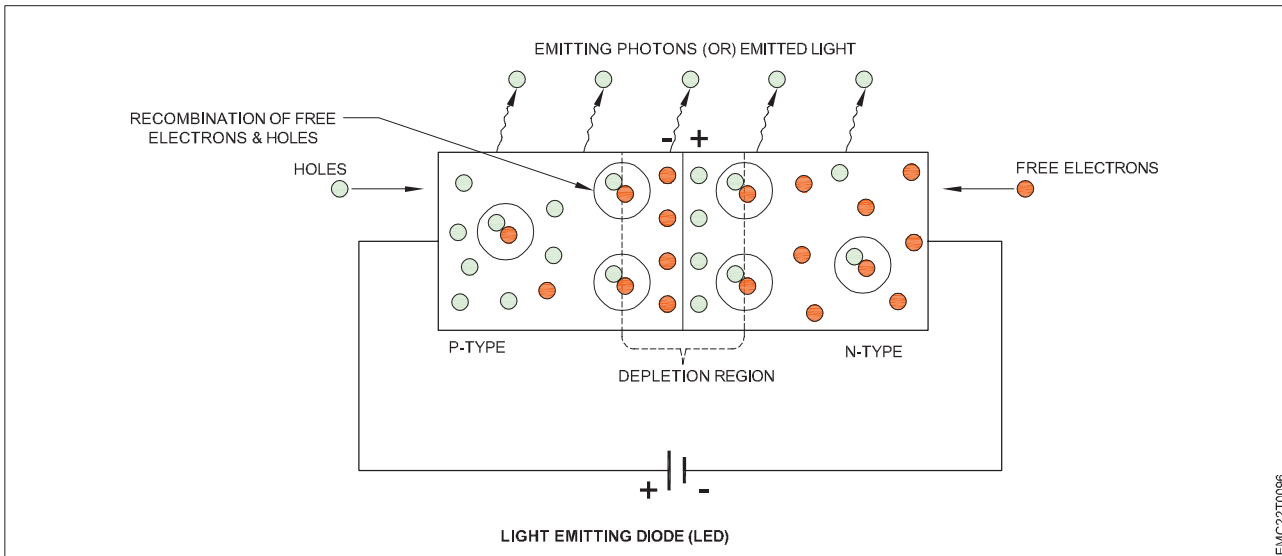 EMITTING PHOTONS (OR) EMITTED LIGHT
RECOMBINATION OF FREE
ELECTRONS & HOLES
- +
HOLES
FREE ELECTRONS
P-TYPE
N-TYPE
DEPLETION REGION
+ -
LIGHT EMITTING DIODE (LED)
EMC22T0096